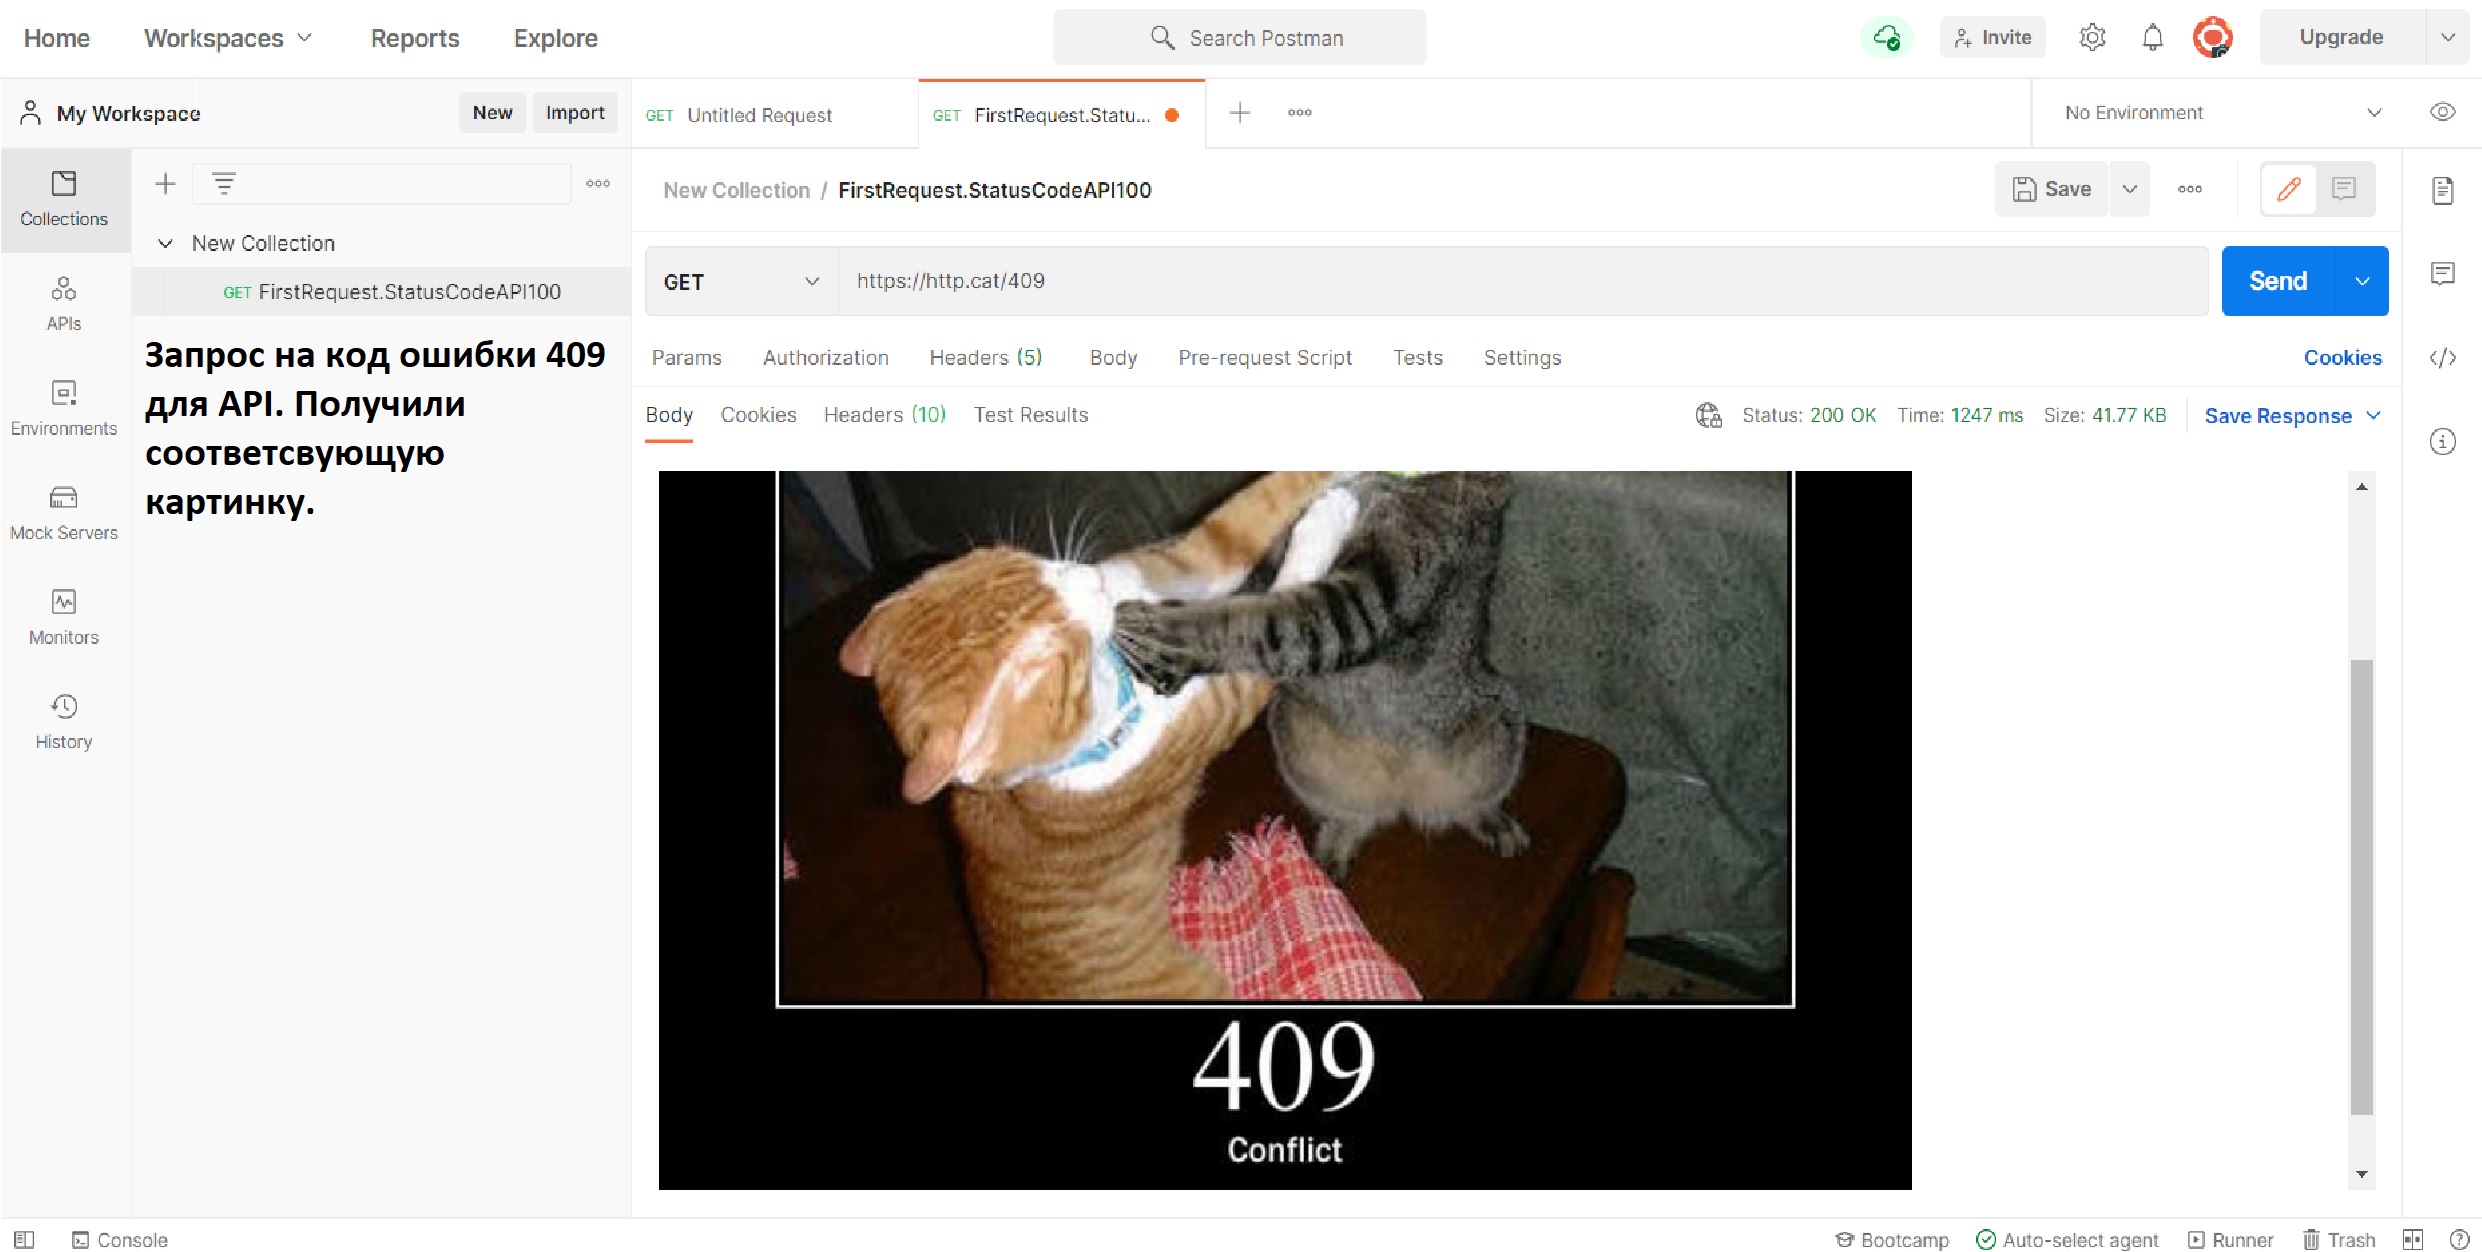 Home Workspaces Reports Explore Search Postman Invite Upgrade
My Workspace New Import GET Untitled Request GET FirstRequest.Statu... No Environment
Collections
New Collection / FirstRequest.StatusCodeAPI100 Save
New Collection
GET FirstRequest.StatusCodeAPI100
GET https://http.cat/409 Send
APIs
Запрос на код ошибки 409
для API. Получили
соответсвующую
картинку.
Params Authorization Headers (5) Body Pre-request Script Tests Settings Cookies
Body Cookies Headers (10) Test Results Status: 200 OK Time: 1247 ms Size: 41.77 KB Save Response
Environments
Mock Servers
Monitors
History
409
Conflict
Console Bootcamp Auto-select agent Runner Trash